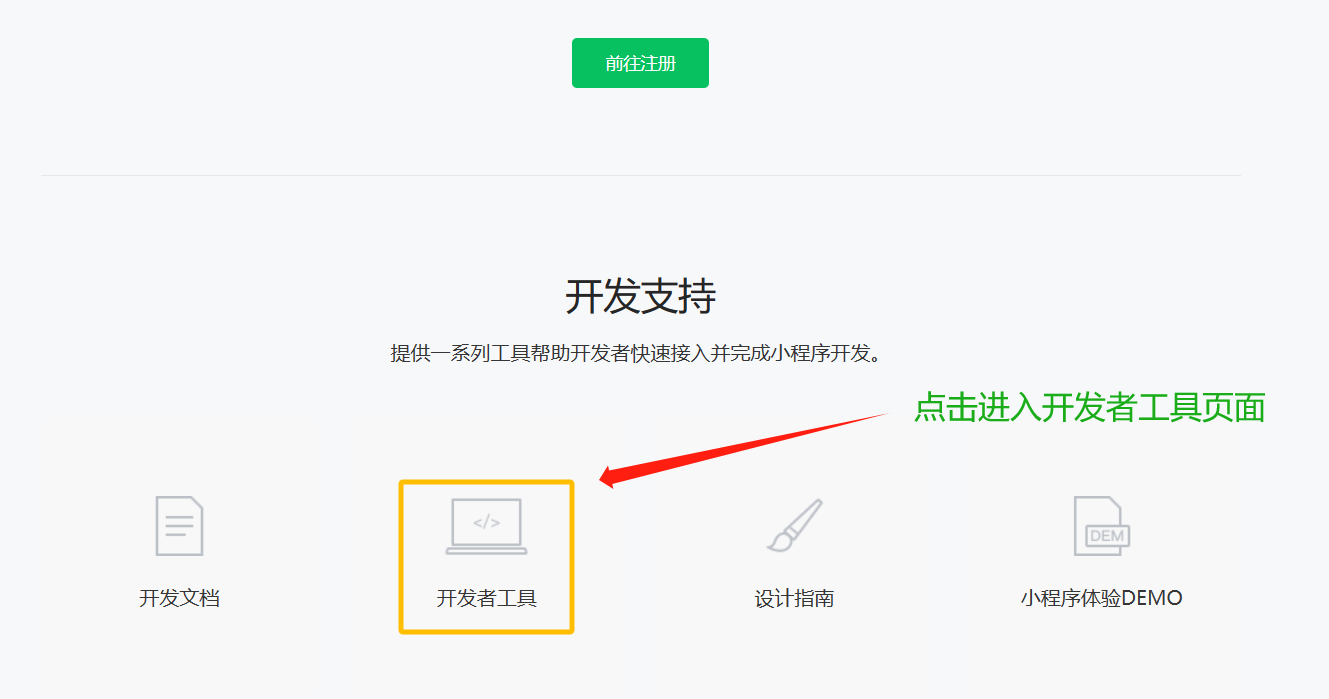 前往注册
开发支持
提供一系列工具帮助开发者快速接入并完成小程序开发。
点击进入开发者工具页面
</>
DEM
开发文档
开发者工具
设计指南
小程序体验DEMO